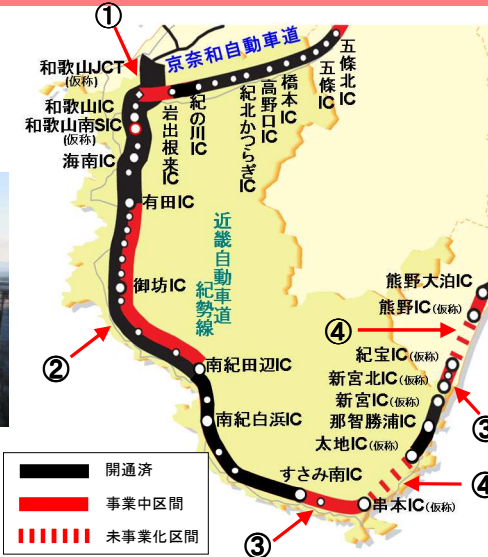 ①
京奈和自動車道
和歌山JCT
(仮称)
和歌山IC
和歌山南SIC
(仮称)
海南IC
有田IC
岩出根来IC
紀の川IC
紀北かつらぎIC
高野口IC
橋本IC
五條IC
五條北IC
近畿自動車道
紀勢線
御坊IC
②
南紀田辺IC
南紀白浜IC
すさみ南IC
③
熊野大泊IC
熊野IC(仮称)
④
紀宝IC(仮称)
新宮北IC(仮称)
新宮IC(仮称)
③
那智勝浦IC
太地IC(仮称)
④
串本IC(仮称)
開通済
事業中区間
未事業化区間